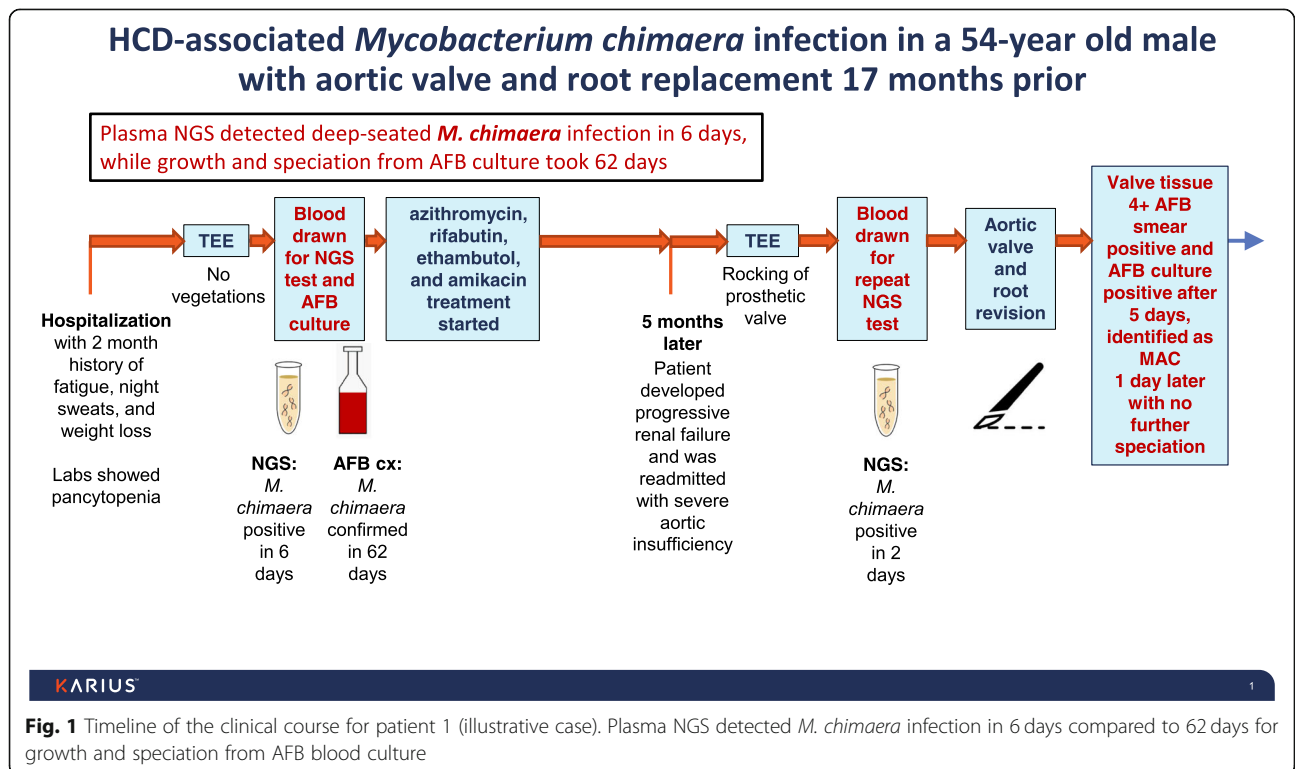 HCD-associated Mycobacterium chimaera infection in a 54-year old male
with aortic valve and root replacement 17 months prior
Plasma NGS detected deep-seated M. chimaera infection in 6 days,
while growth and speciation from AFB culture took 62 days
Hospitalization
with 2 month
history of
fatigue, night
sweats, and
weight loss
Labs showed
pancytopenia
TEE
No
vegetations
Blood
drawn
for NGS
test and
AFB
culture
NGS:
M.
chimaera
positive
in 6
days
AFB cx:
M.
chimaera
confirmed
in 62
days
azithromycin,
rifabutin,
ethambutol,
and amikacin
treatment
started
5 months
later
Patient
developed
progressive
renal failure
and was
readmitted
with severe
aortic
insufficiency
TEE
Rocking of
prosthetic
valve
Blood
drawn
for
repeat
NGS
test
NGS:
M.
chimaera
positive
in 2
days
Aortic
valve
and
root
revision
Valve tissue
4+ AFB
smear
positive and
AFB culture
positive after
5 days,
identified as
MAC
1 day later
with no
further
speciation
KARIUS™
1
Fig. 1 Timeline of the clinical course for patient 1 (illustrative case). Plasma NGS detected M. chimaera infection in 6 days compared to 62 days for
growth and speciation from AFB blood culture